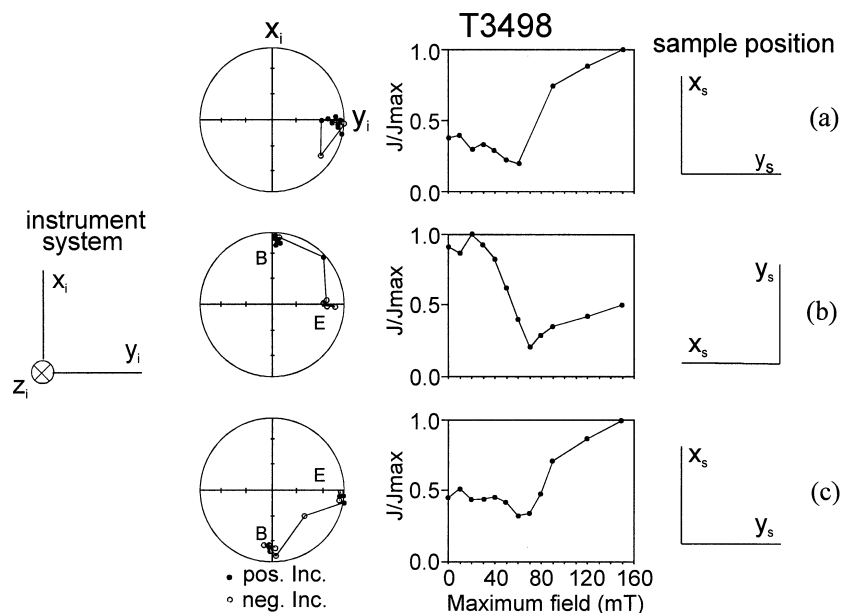 T3498
x_i
y_i
J/Jmax
1.0
0.5
0.0
sample position
x_s
y_s
(a)
instrument
system
x_i
y_i
z_i
B
E
J/Jmax
1.0
0.5
0.0
y_s
x_s
(b)
E
B
J/Jmax
1.0
0.5
0.0
0 40 80 120 160
Maximum field (mT)
x_s
y_s
(c)
• pos. Inc.
○ neg. Inc.